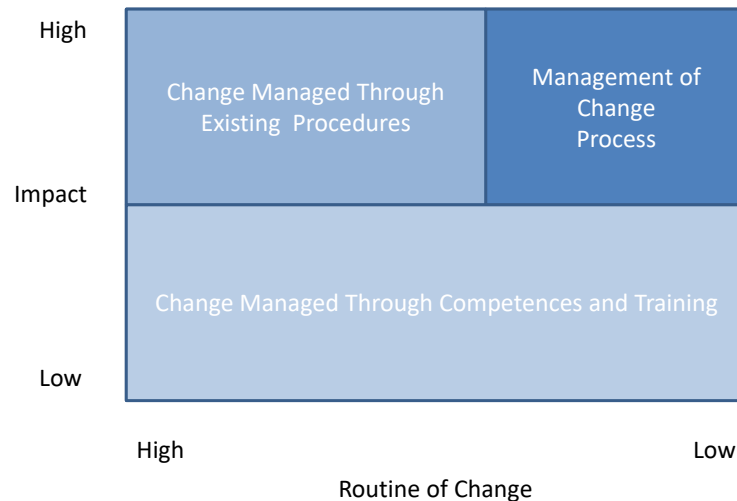 High
Change Managed Through
Existing Procedures
Management of
Change
Process
Impact
Change Managed Through Competences and Training
Low
High
Low
Routine of Change